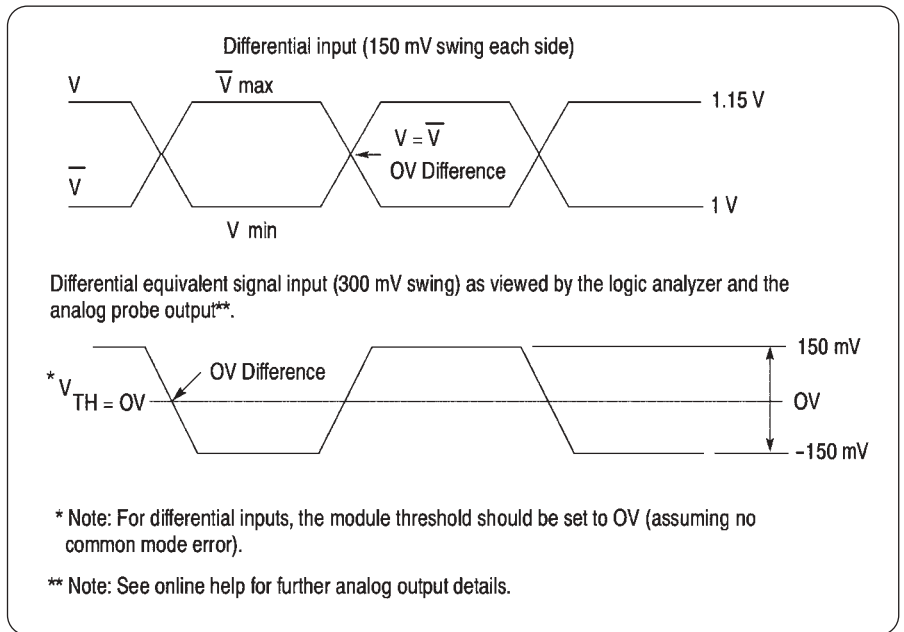 Differential input (150 mV swing each side)
V
V̅ max
1.15 V
V = V̅
OV Difference
V̅
1 V
V min
Differential equivalent signal input (300 mV swing) as viewed by the logic analyzer and the
analog probe output**.
150 mV
OV Difference
*V TH = OV
OV
−150 mV
* Note: For differential inputs, the module threshold should be set to OV (assuming no
common mode error).
** Note: See online help for further analog output details.